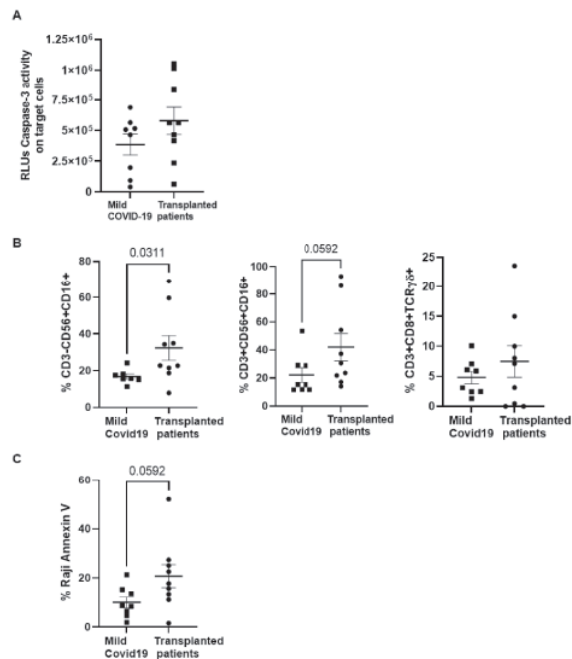 A
RLUs Caspase-3 activity
on target cells
1.25×10⁶
1×10⁶
7.5×10⁵
5×10⁵
2.5×10⁵
0
Mild
COVID-19
Transplanted
patients
B
% CD3-CD56+CD16+
80
60
40
20
0
0.0311
Mild
Covid19
Transplanted
patients
% CD3+CD56+CD16+
100
80
60
40
20
0
0.0592
Mild
Covid19
Transplanted
patients
% CD3+CD8+TCRγδ+
25
20
15
10
5
0
Mild
Covid19
Transplanted
patients
C
% Raji Annexin V
60
40
20
0
0.0592
Mild
Covid19
Transplanted
patients